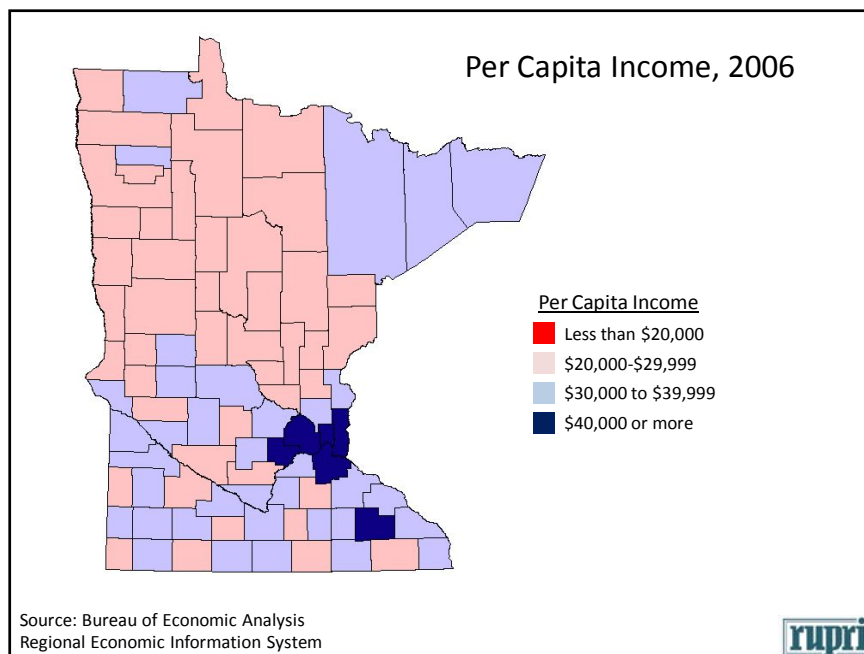 Per Capita Income, 2006
Per Capita Income
Less than $20,000
$20,000-$29,999
$30,000 to $39,999
$40,000 or more
Source: Bureau of Economic Analysis
Regional Economic Information System
rupri